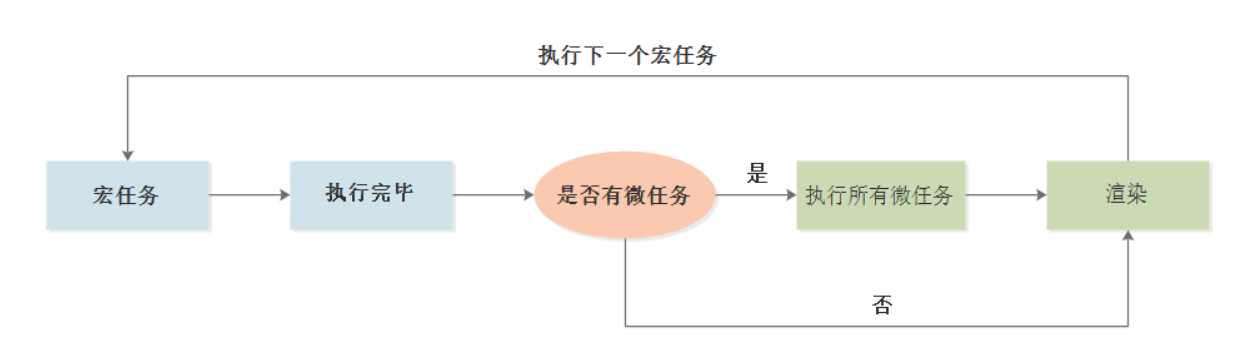 执行下一个宏任务
宏任务
执行完毕
是否有微任务
是
执行所有微任务
渲染
否